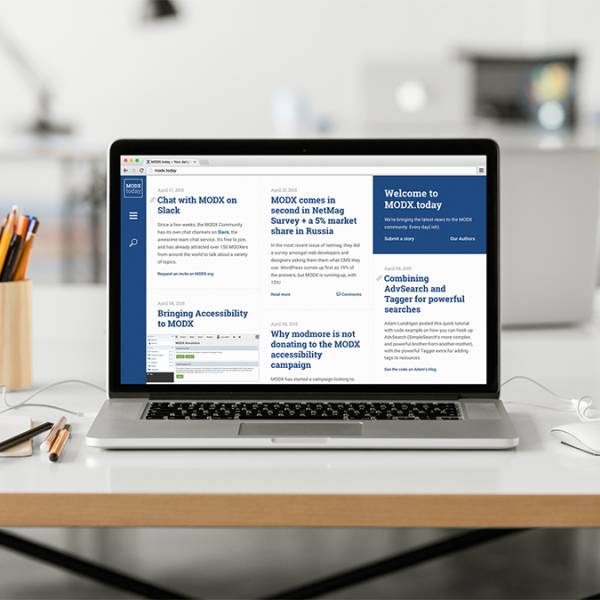 MODX.today
modx.today
MODX
today
April 17, 2015
Chat with MODX on
Slack
Since a few weeks, the MODX Community
has its own chat channels on Slack, the
awesome team chat service. It's free to join,
and has already attracted over 150 MODXers
from around the world to talk about a variety
of topics.
Request an invite on MODX.org
April 08, 2015
Bringing Accessibility
to MODX
MODX comes in
second in NetMag
Survey + a 5% market
share in Russia
In the most recent issue of netmag, they did
a survey amongst web developers and
designers asking them what CMS they
use. WordPress comes up first as 19% of
the answers, but MODX is running-up, with
15%!
Read more
Comments
April 08, 2015
Why modmore is not
donating to the MODX
accessibility
campaign
MODX has started a campaign looking to
Welcome to
MODX.today
We're bringing the latest news to the MODX
community. Every day(-ish).
Submit a story
Our Authors
April 09, 2015
Combining
AdvSearch and
Tagger for powerful
searches
Adam Lundrigan posted this quick tutorial
with code example on how you can hook up
AdvSearch (SimpleSearch's more complex
and powerful brother-from-another-mother),
with the powerful Tagger extra for adding
tags to resources.
See the code on Adam's blog